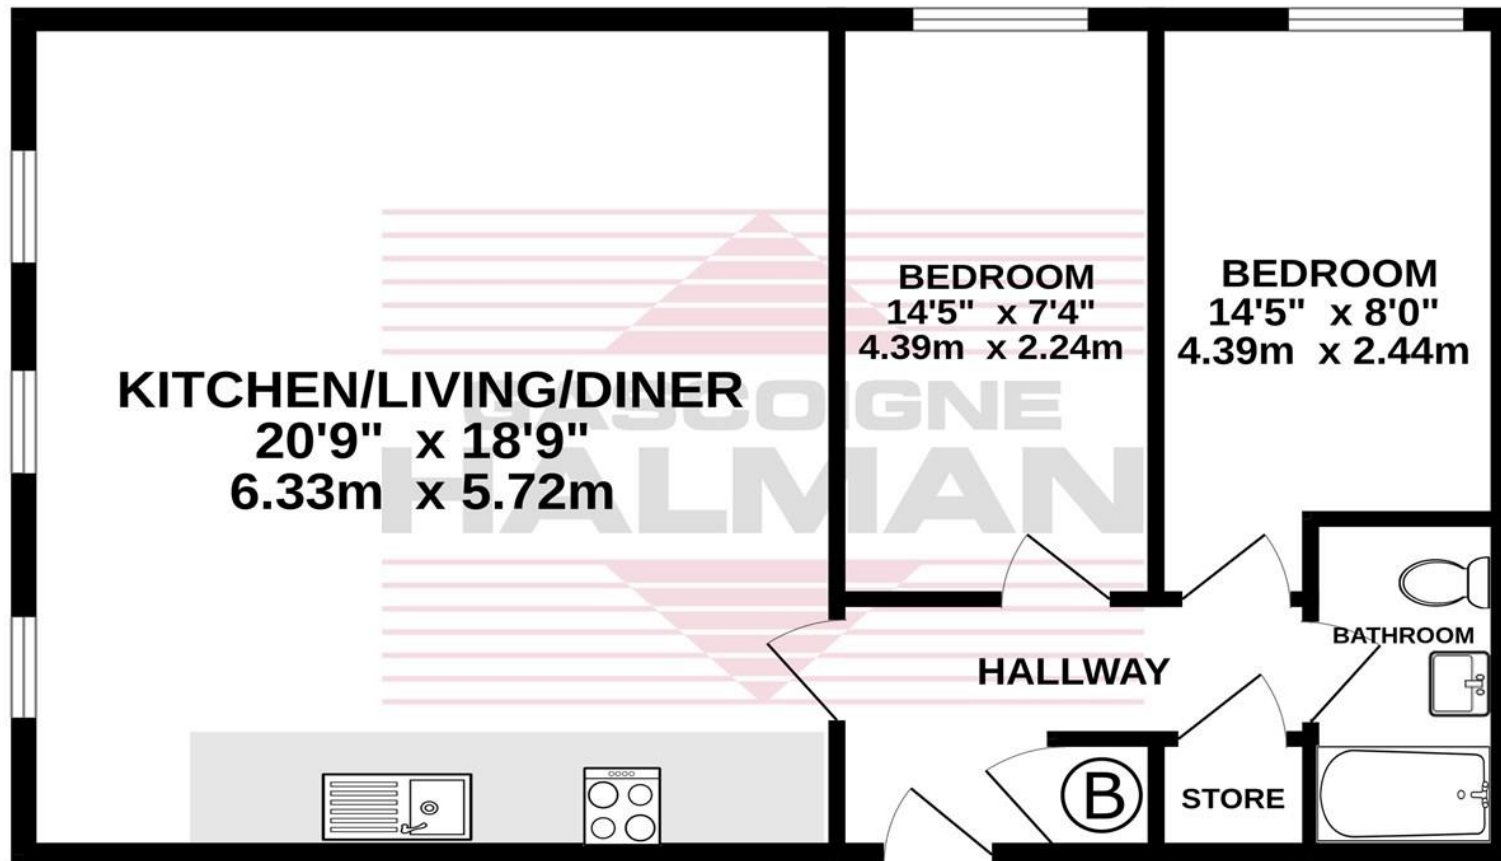 KITCHEN/LIVING/DINER
20'9" x 18'9"
6.33m x 5.72m
BEDROOM
14'5" x 7'4"
4.39m x 2.24m
BEDROOM
14'5" x 8'0"
4.39m x 2.44m
GASCOIGNE
HALMAN
BATHROOM
HALLWAY
B
STORE